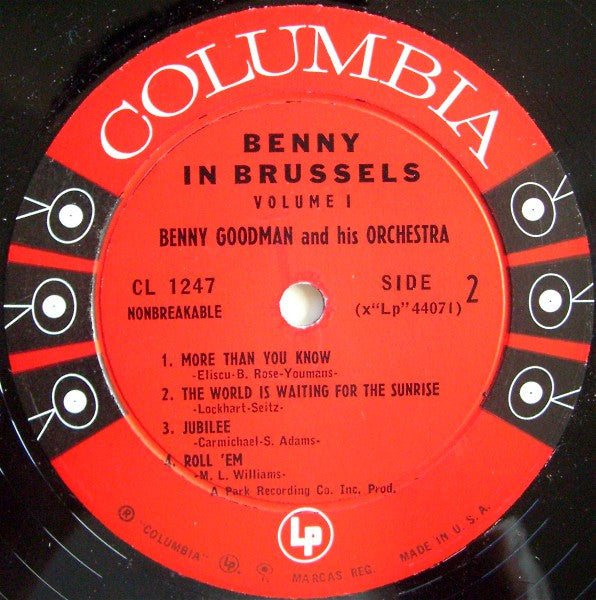 COLUMBIA
BENNY
IN BRUSSELS
VOLUME I
BENNY GOODMAN and his ORCHESTRA
CL 1247
NONBREAKABLE
SIDE 2
(x"Lp"44071)
1. MORE THAN YOU KNOW
-Eliscu-B. Rose-Youmans-
2. THE WORLD IS WAITING FOR THE SUNRISE
-Lockhart-Seitz-
3. JUBILEE
-Carmichael-S. Adams-
4. ROLL 'EM
-M. L. Williams-
A Park Recording Co. Inc. Prod.
Lp
® "COLUMBIA" Lp MARCAS REG. MADE IN U.S.A.